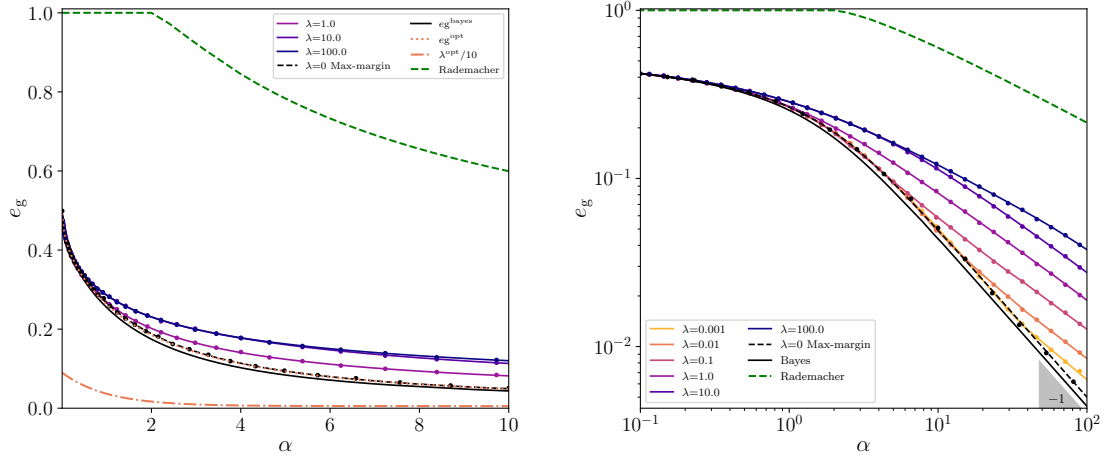 1.0
0.8
0.6
0.4
0.2
0.0
2
4
6
8
10
α
e_g
λ=1.0
λ=10.0
λ=100.0
λ=0 Max-margin
eg^bayes
eg^opt
λ^opt/10
Rademacher
10^0
10^-1
10^-2
10^-1
10^0
10^1
10^2
α
e_g
λ=0.001
λ=0.01
λ=0.1
λ=1.0
λ=10.0
λ=100.0
λ=0 Max-margin
Bayes
Rademacher
−1